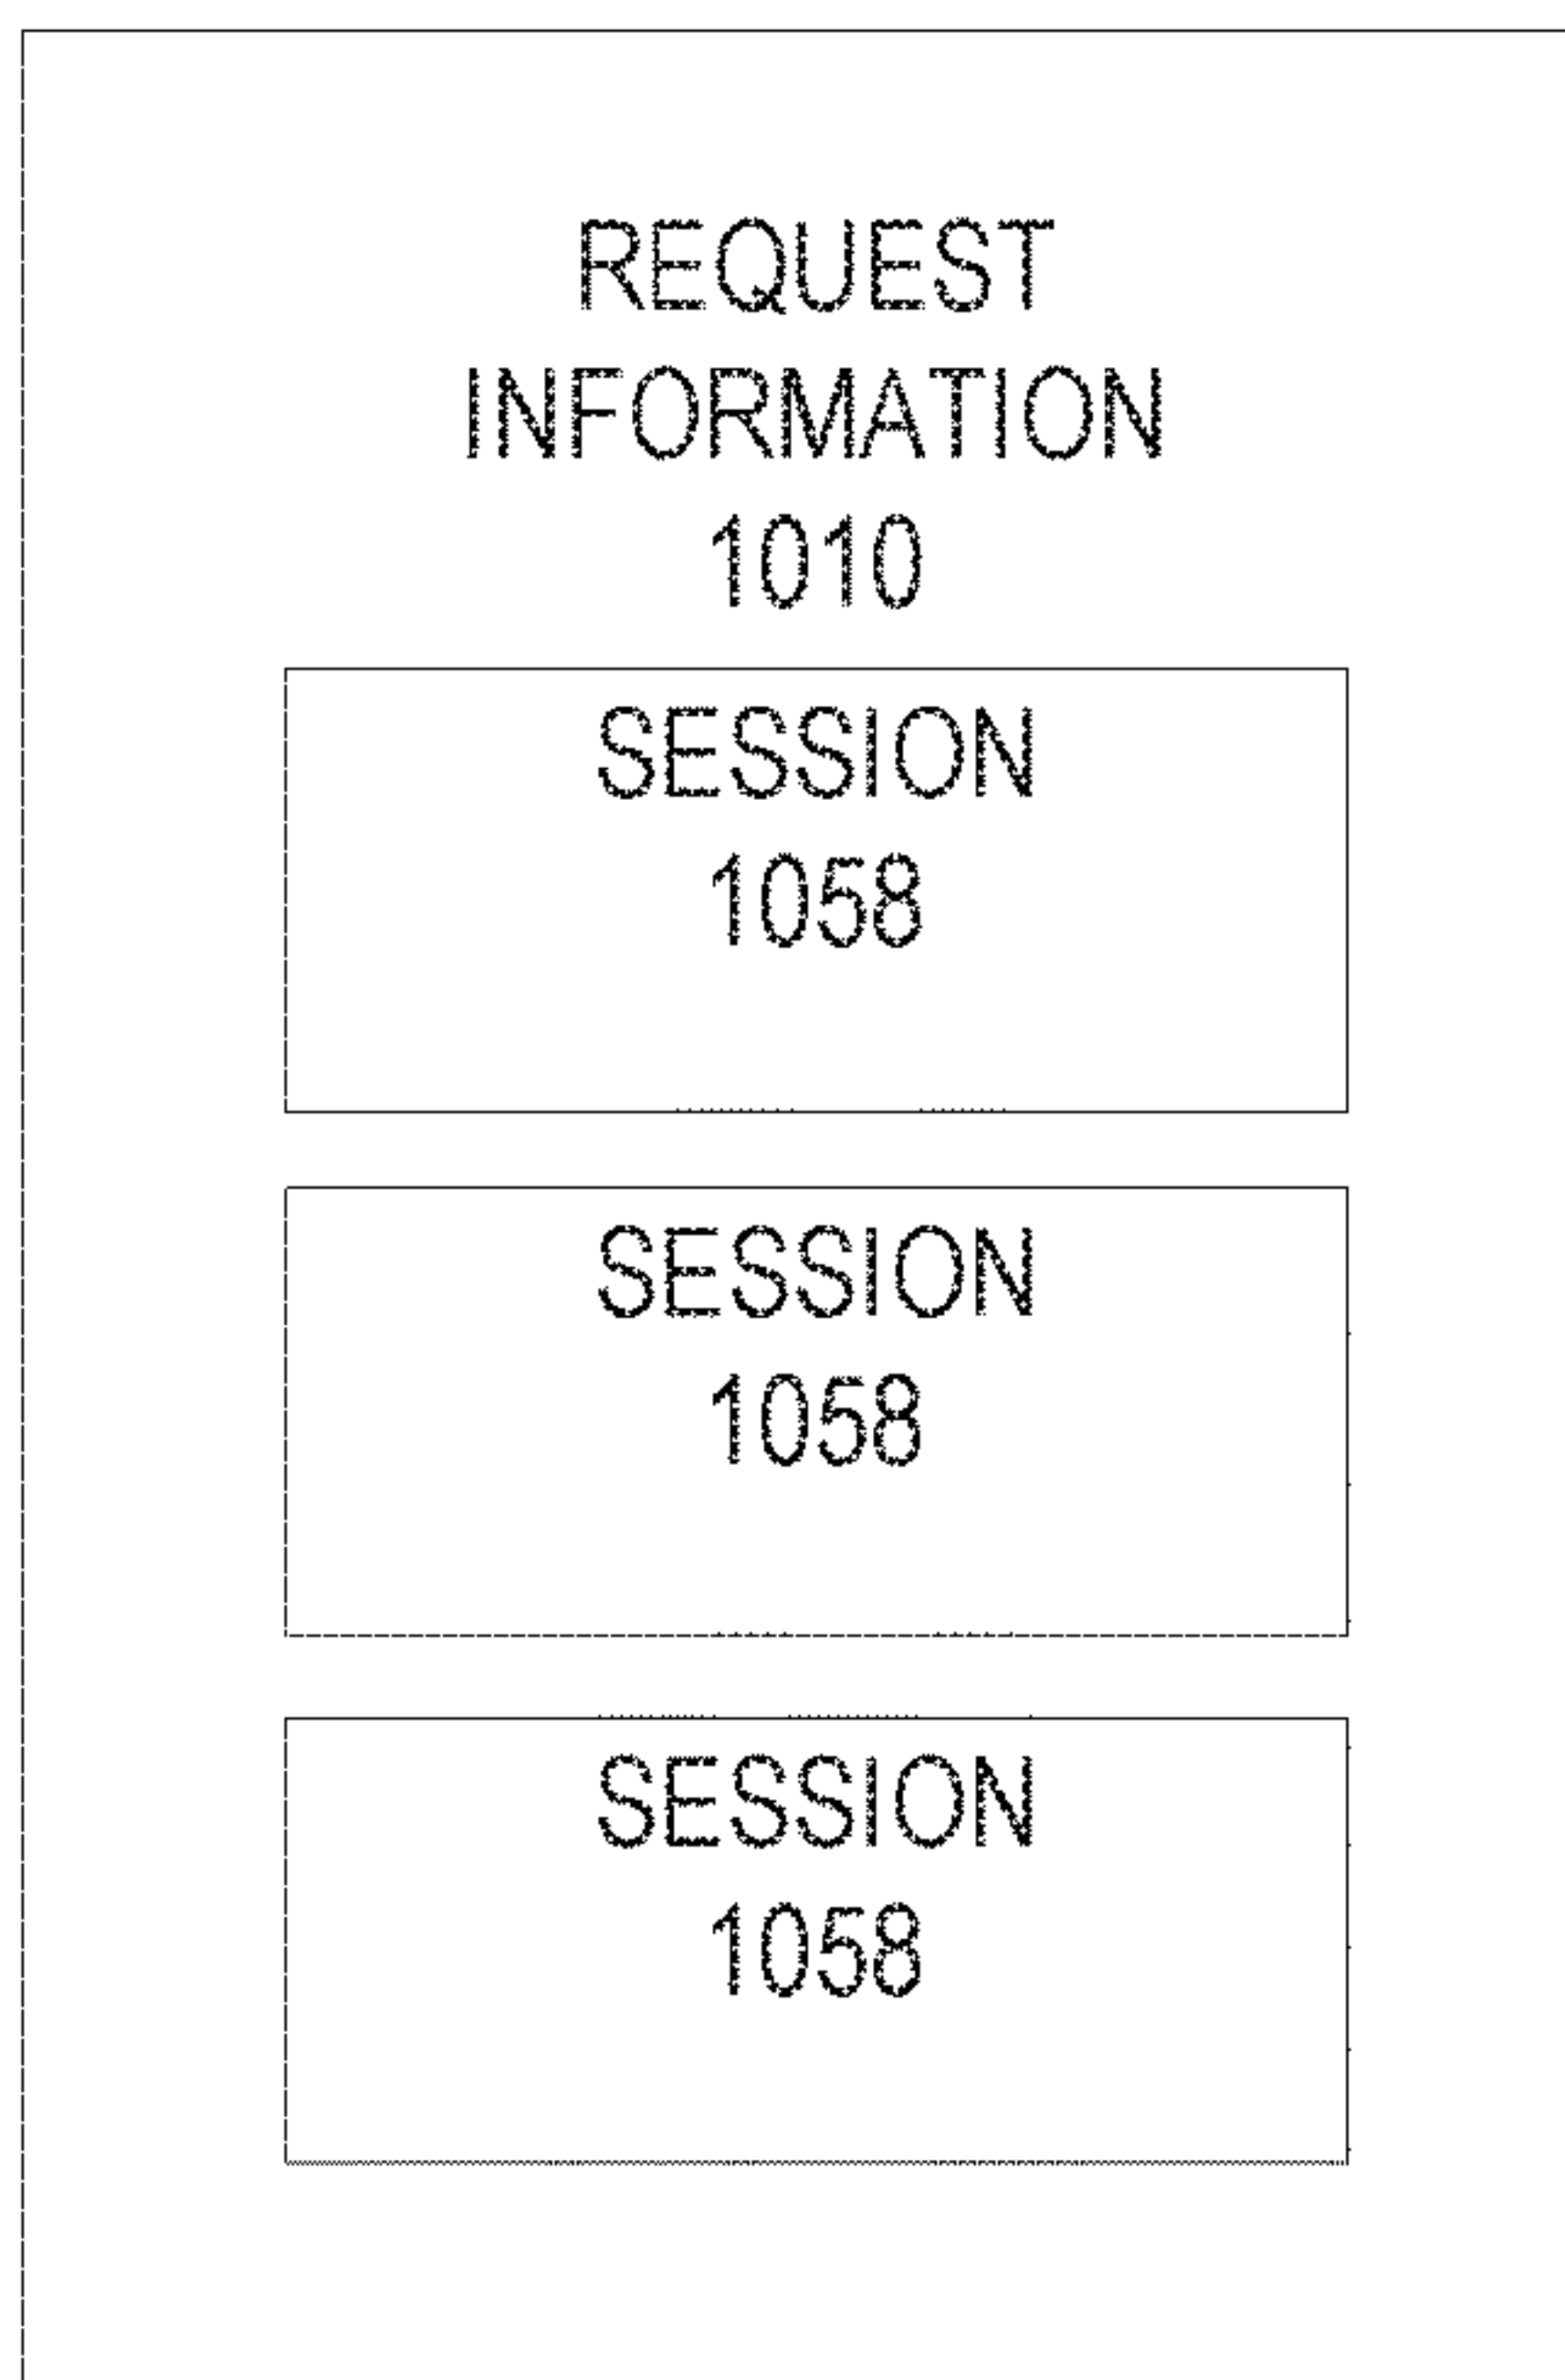 REQUEST
INFORMATION
1010
SESSION
1058
SESSION
1058
SESSION
1058